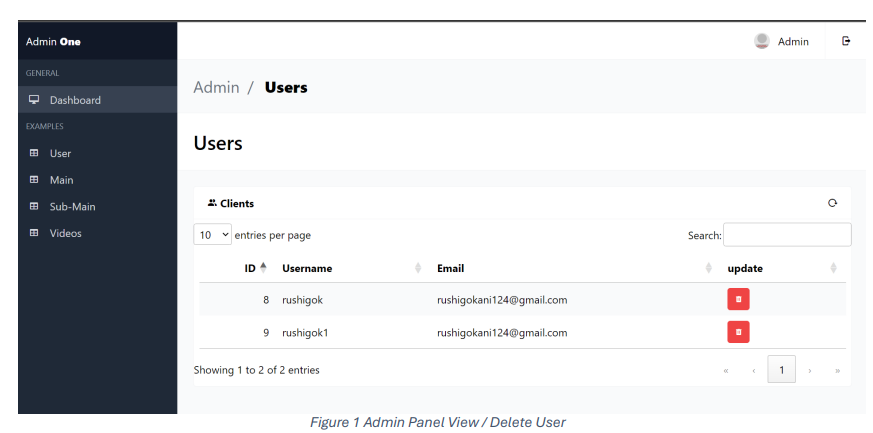 Admin One
Admin
GENERAL
Dashboard
EXAMPLES
User
Main
Sub-Main
Videos
Admin / Users
Users
Clients
10 entries per page
Search:
ID Username Email update
8 rushigok rushigokani124@gmail.com
9 rushigok1 rushigokani124@gmail.com
Showing 1 to 2 of 2 entries
« ‹ 1 › »
Figure 1 Admin Panel View / Delete User